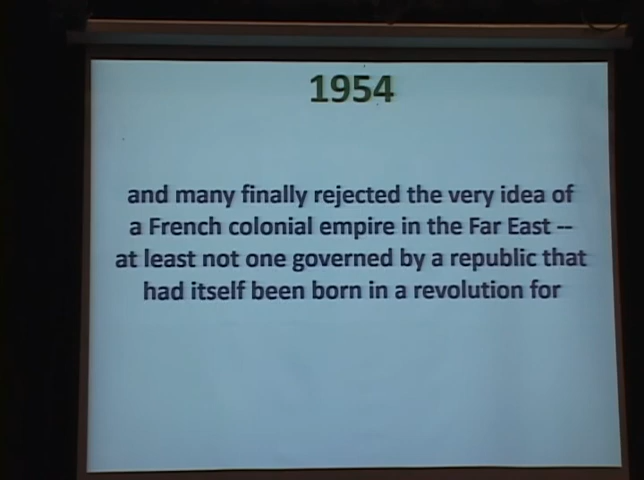 1954
and many finally rejected the very idea of
a French colonial empire in the Far East --
at least not one governed by a republic that
had itself been born in a revolution for